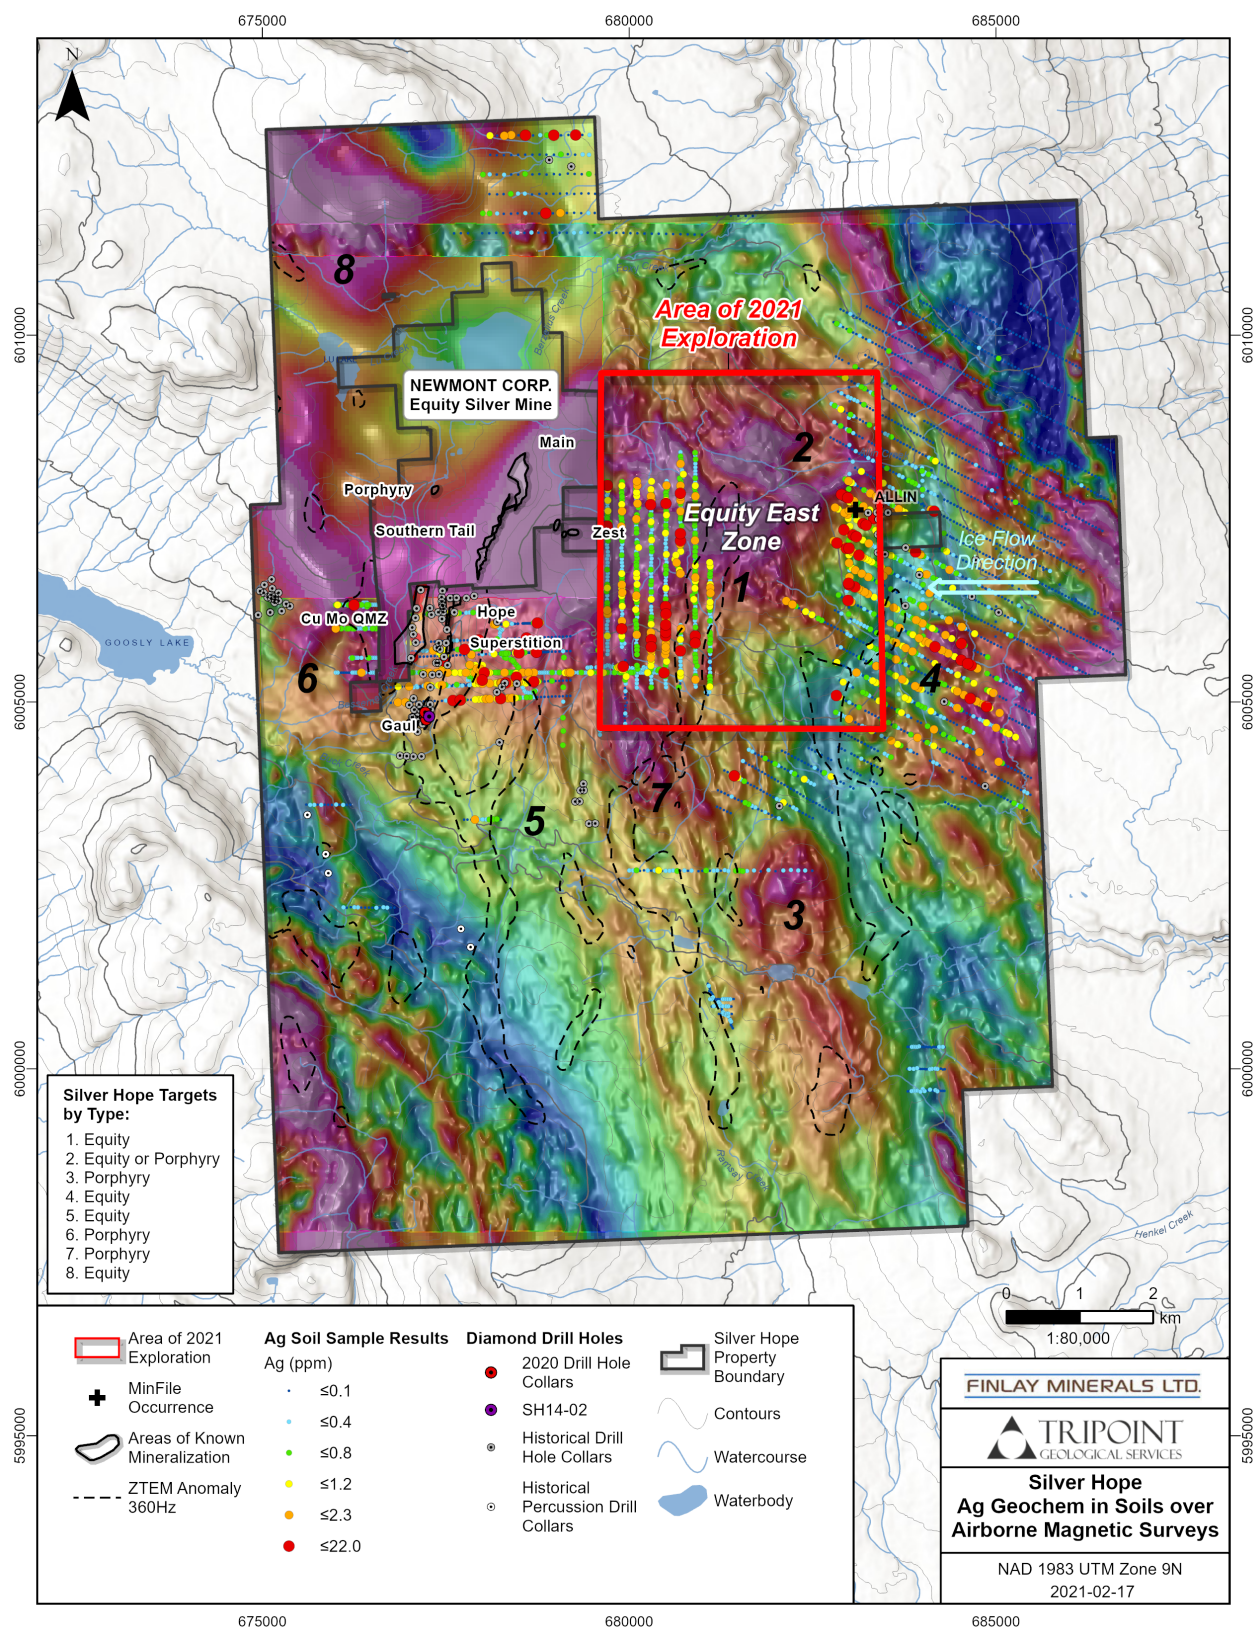 675000
680000
685000
N
6010000
6005000
6000000
5995000
6010000
6005000
6000000
5995000
8
Area of 2021
Exploration
NEWMONT CORP.
Equity Silver Mine
Main
2
Porphyry
ALLIN
Equity East
Zone
Southern Tail
Zest
Ice Flow
Direction
1
Hope
Cu Mo QMZ
GOOSLY LAKE
Superstition
6
4
Gaul
7
5
3
Ramsay Creek
Henkel Creek
Silver Hope Targets
by Type:
1. Equity
2. Equity or Porphyry
3. Porphyry
4. Equity
5. Equity
6. Porphyry
7. Porphyry
8. Equity
0 1 2
km
1:80,000
Area of 2021
Exploration
MinFile
Occurrence
Areas of Known
Mineralization
ZTEM Anomaly
360Hz
Ag Soil Sample Results
Ag (ppm)
≤0.1
≤0.4
≤0.8
≤1.2
≤2.3
≤22.0
Diamond Drill Holes
2020 Drill Hole
Collars
SH14-02
Historical Drill
Hole Collars
Historical
Percussion Drill
Collars
Silver Hope
Property
Boundary
Contours
Watercourse
Waterbody
FINLAY MINERALS LTD.
TRIPOINT
GEOLOGICAL SERVICES
Silver Hope
Ag Geochem in Soils over
Airborne Magnetic Surveys
NAD 1983 UTM Zone 9N
2021-02-17
675000
680000
685000